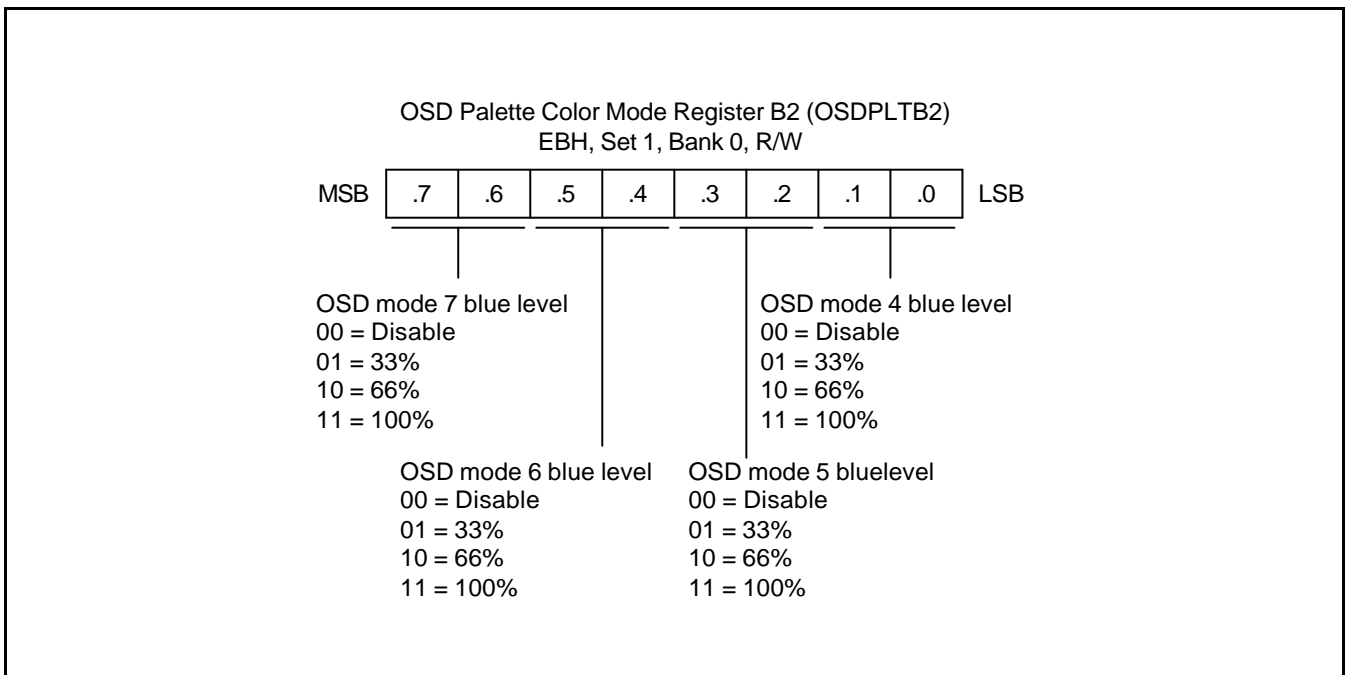 OSD Palette Color Mode Register B2 (OSDPLTB2)
EBH, Set 1, Bank 0, R/W
MSB .7 .6 .5 .4 .3 .2 .1 .0 LSB
OSD mode 7 blue level
00 = Disable
01 = 33%
10 = 66%
11 = 100%
OSD mode 4 blue level
00 = Disable
01 = 33%
10 = 66%
11 = 100%
OSD mode 6 blue level
00 = Disable
01 = 33%
10 = 66%
11 = 100%
OSD mode 5 bluelevel
00 = Disable
01 = 33%
10 = 66%
11 = 100%